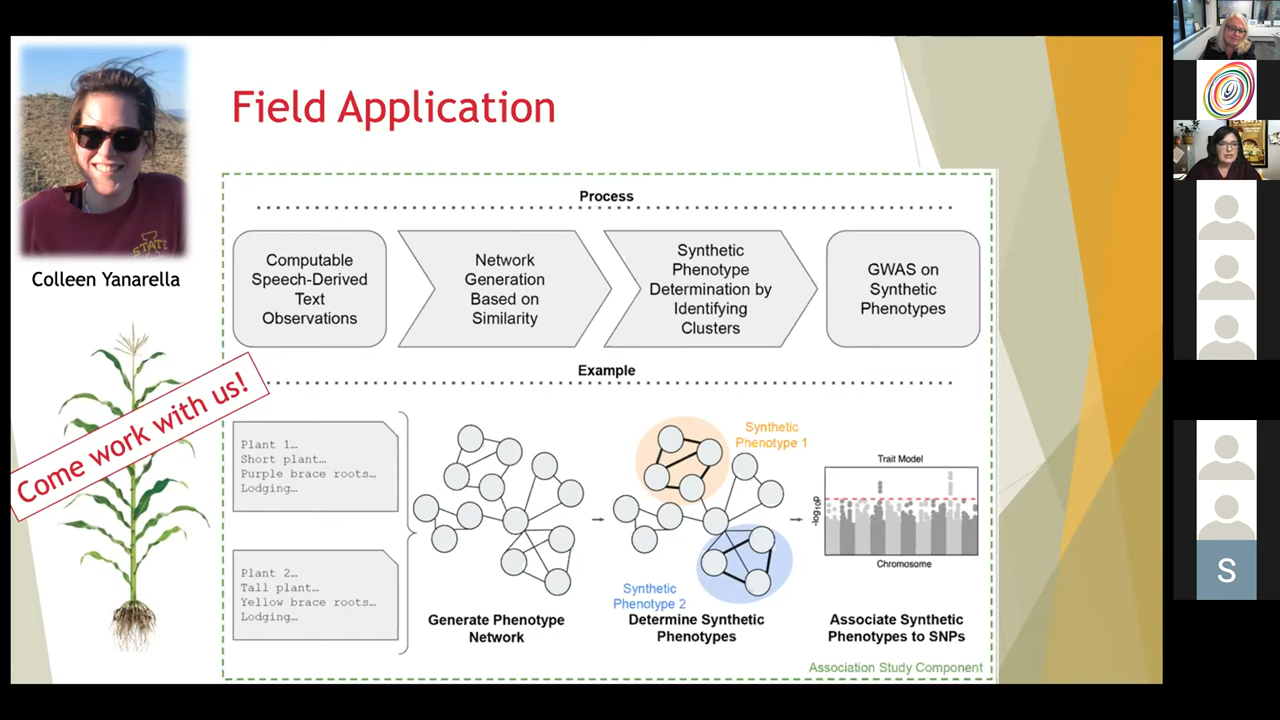 Field Application
STATE
Colleen Yanarella
Come work with us!
Process
Computable
Speech-Derived
Text
Observations
Network
Generation
Based on
Similarity
Synthetic
Phenotype
Determination by
Identifying
Clusters
GWAS on
Synthetic
Phenotypes
Example
Plant 1…
Short plant…
Purple brace roots…
Lodging…
Plant 2…
Tall plant…
Yellow brace roots…
Lodging…
Generate Phenotype
Network
Synthetic
Phenotype 1
Synthetic
Phenotype 2
Determine Synthetic
Phenotypes
Trait Model
-log10P
Chromosome
Associate Synthetic
Phenotypes to SNPs
Association Study Component
S